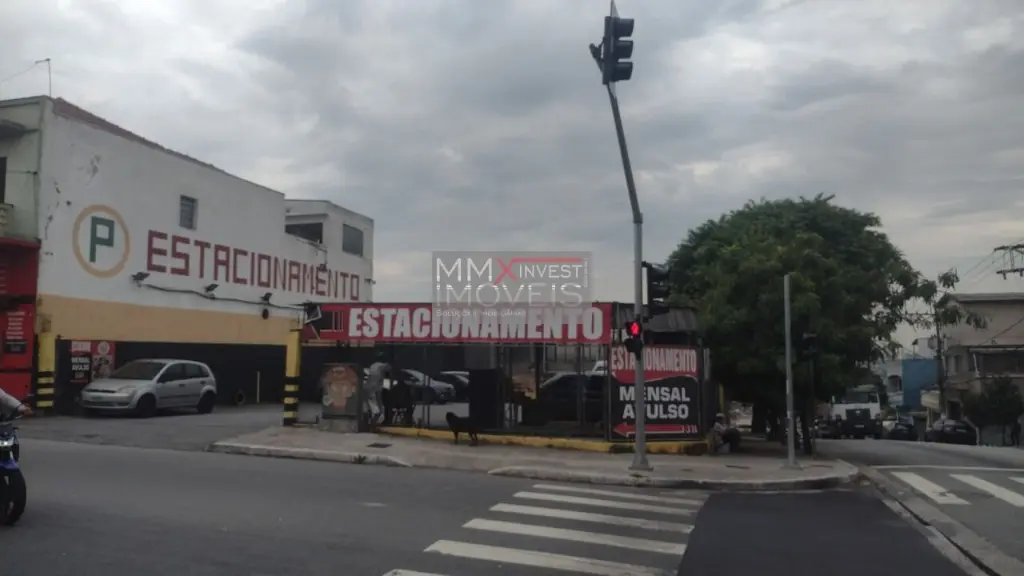 P ESTACIONAMENTO
MMX INVEST
IMÓVEIS
ESTACIONAMENTO
ESTACIONAMENTO
MENSAL
AVULSO